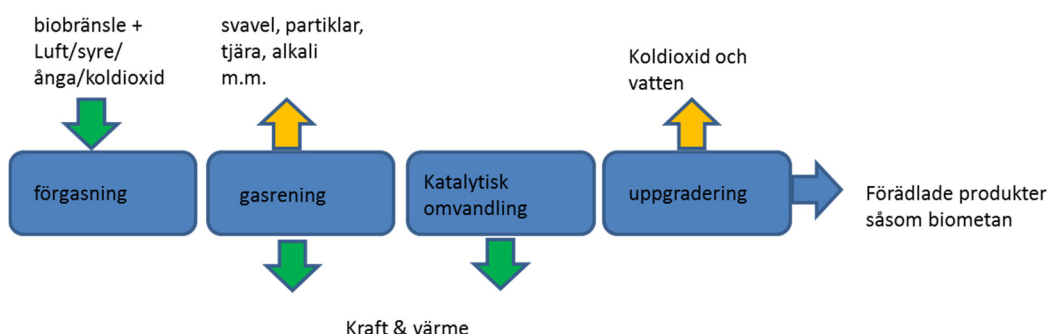 biobränsle +
Luft/syre/
ånga/koldioxid
svavel, partiklar,
tjära, alkali
m.m.
Koldioxid och
vatten
förgasning
gasrening
Katalytisk
omvandling
uppgradering
Förädlade produkter
såsom biometan
Kraft & värme